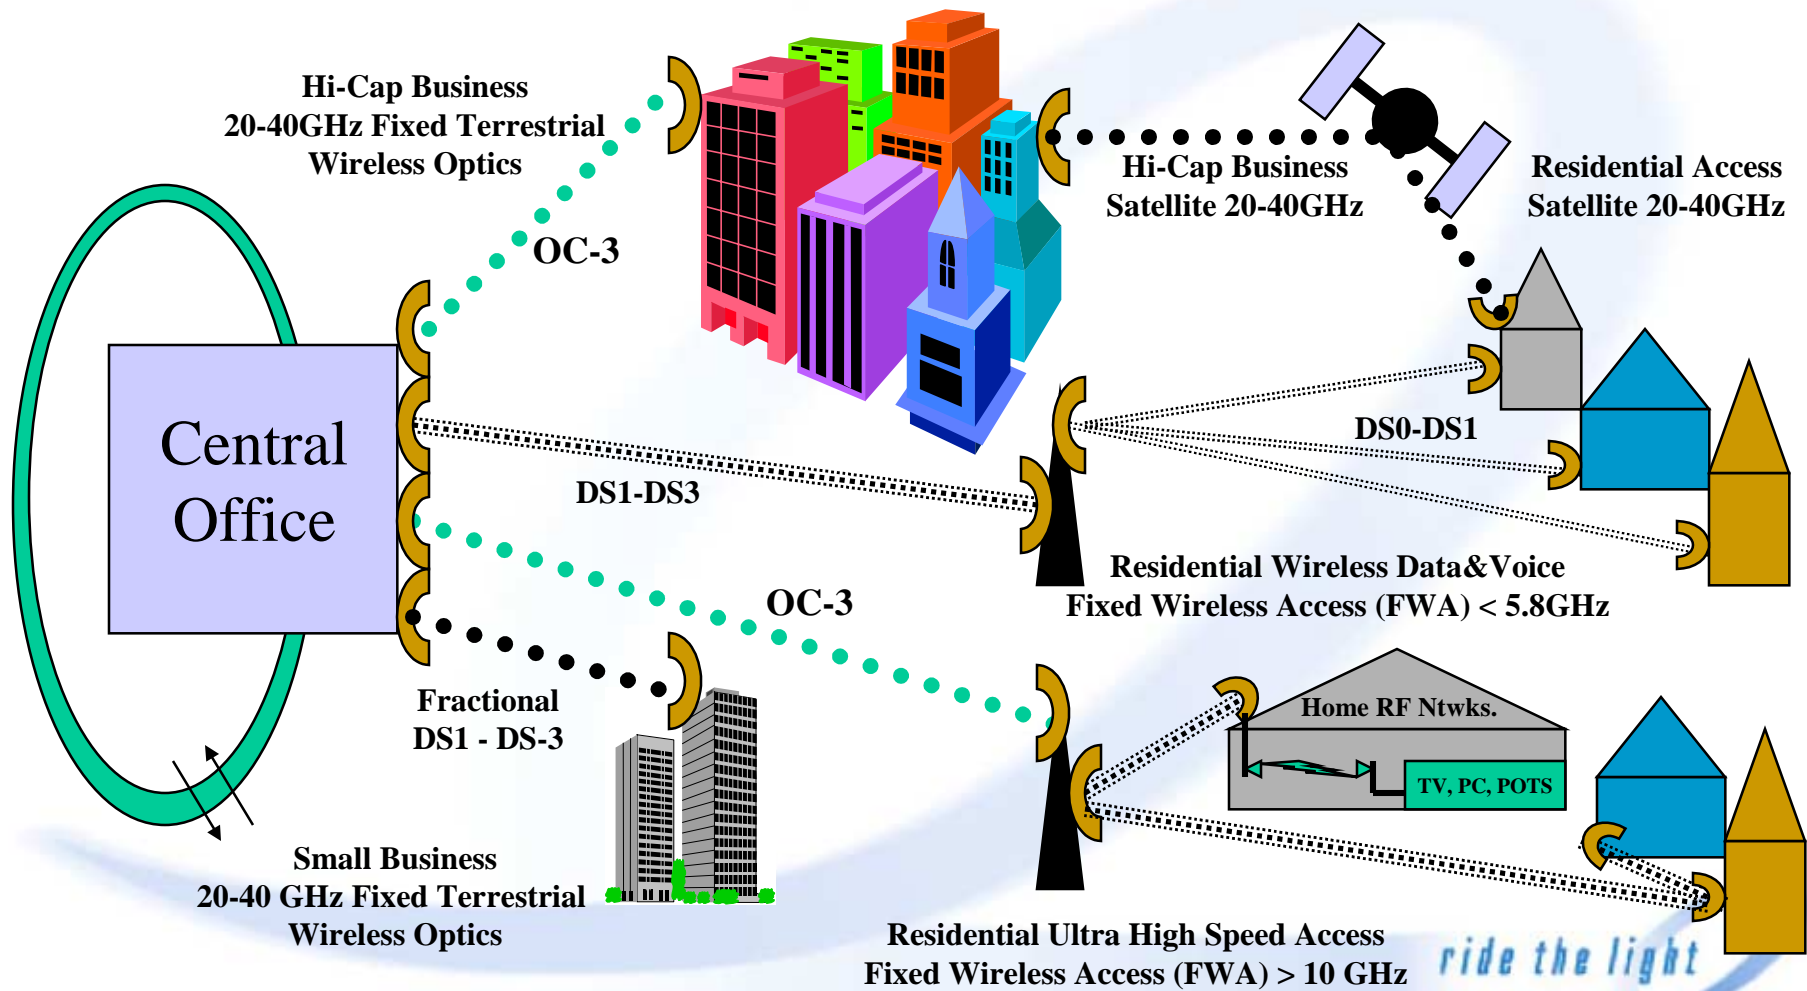 Hi-Cap Business
20-40GHz Fixed Terrestrial
Wireless Optics
OC-3
Hi-Cap Business
Satellite 20-40GHz
Residential Access
Satellite 20-40GHz
Central
Office
DS1-DS3
DS0-DS1
Residential Wireless Data&Voice
Fixed Wireless Access (FWA) < 5.8GHz
OC-3
Fractional
DS1 - DS-3
Home RF Ntwks.
TV, PC, POTS
Small Business
20-40 GHz Fixed Terrestrial
Wireless Optics
Residential Ultra High Speed Access
Fixed Wireless Access (FWA) > 10 GHz
ride the light